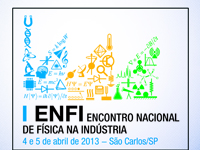 I ENFI ENCONTRO NACIONAL
DE FÍSICA NA INDÚSTRIA
4 e 5 de abril de 2013 – São Carlos/SP